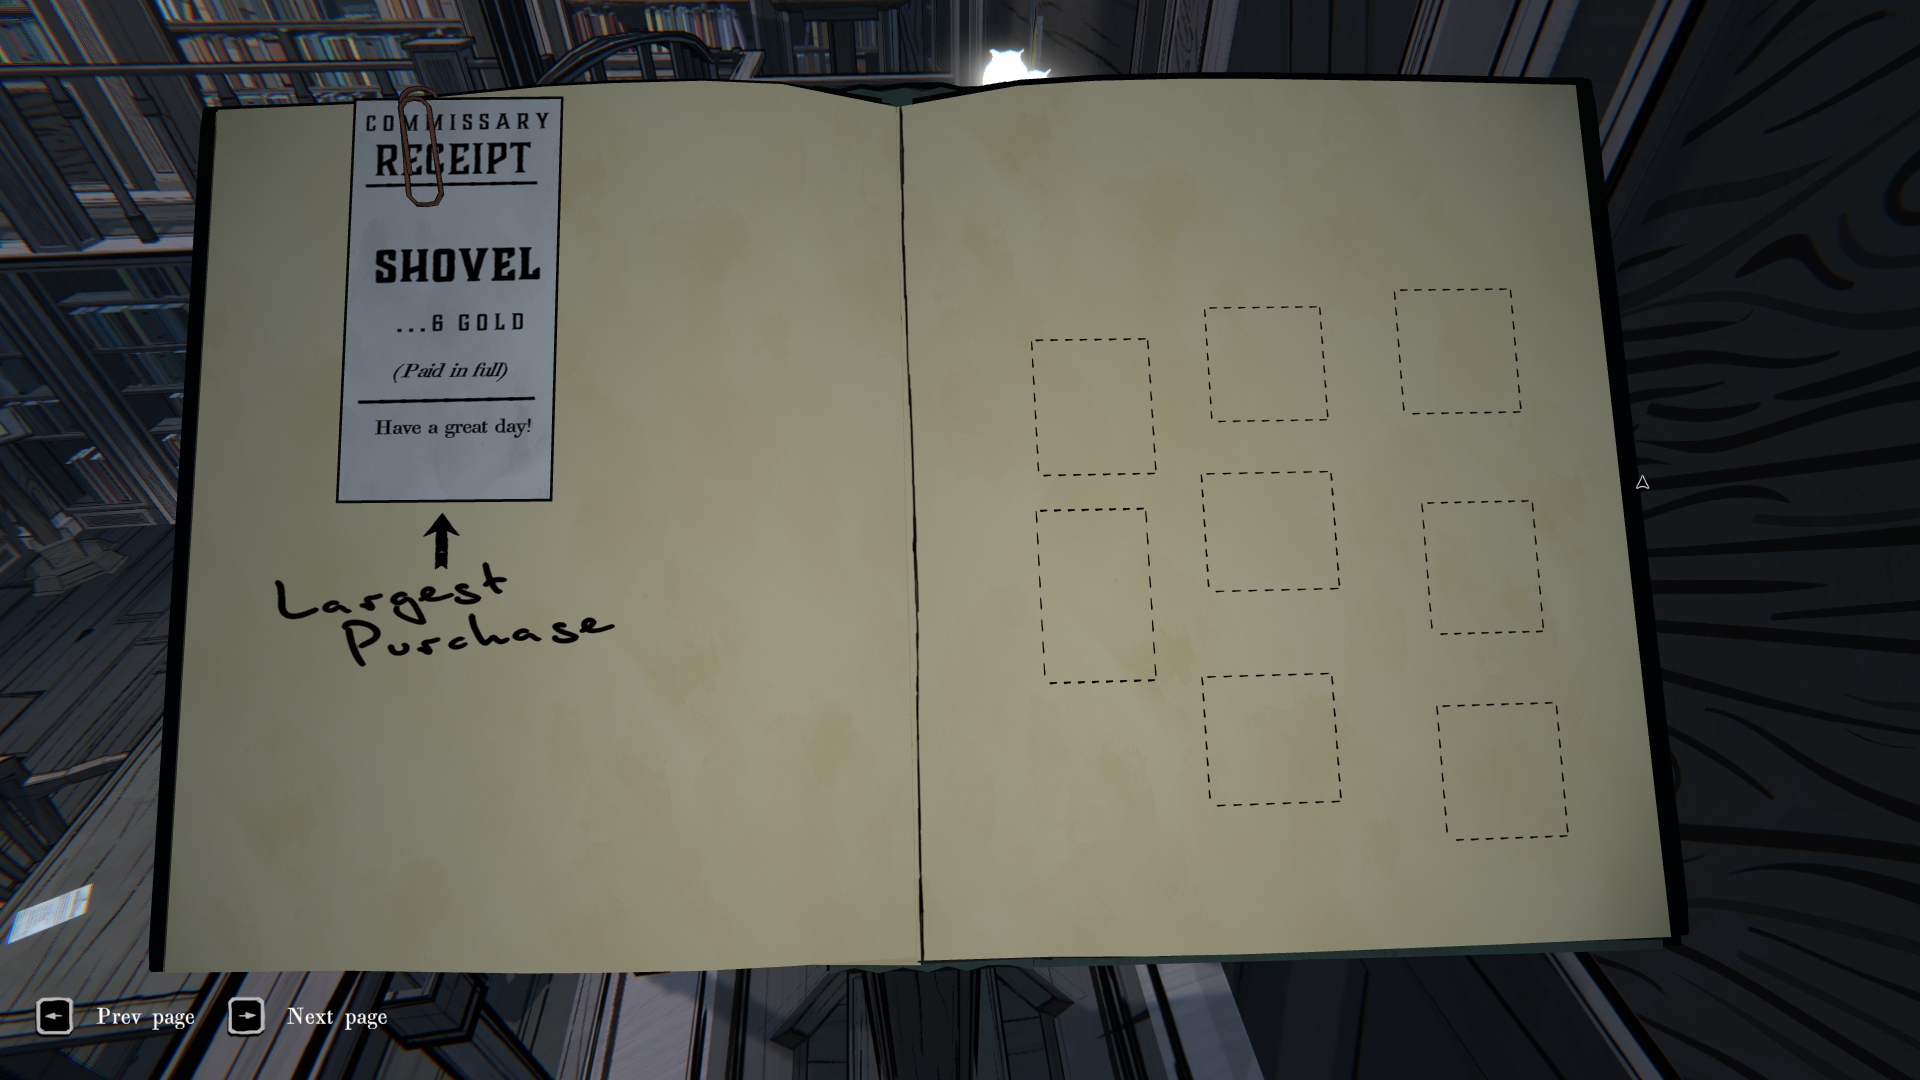 COMMISSARY
RECEIPT
SHOVEL
...6 GOLD
(Paid in full)
Have a great day!
Largest
Purchase
Prev page
Next page